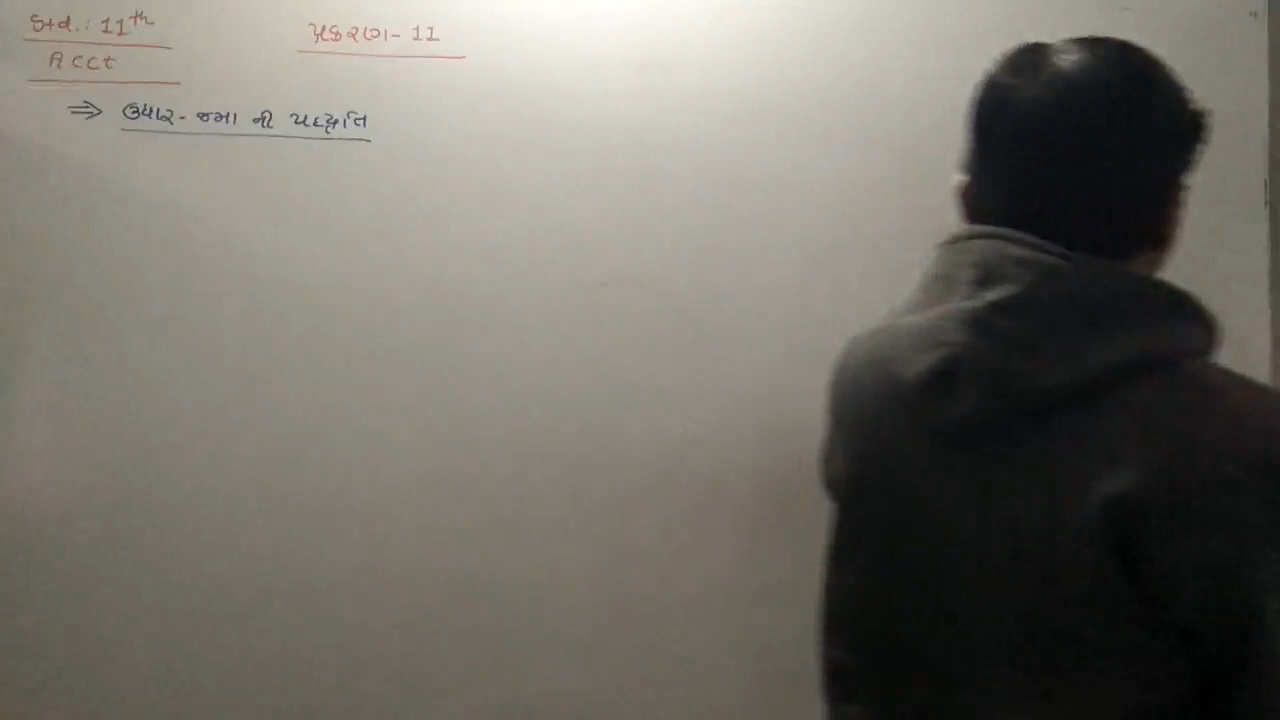 Std.: 11th
પ્રકરણ- 11
Acct
⇒ ઉધાર- જમા ની પદ્ધતિ